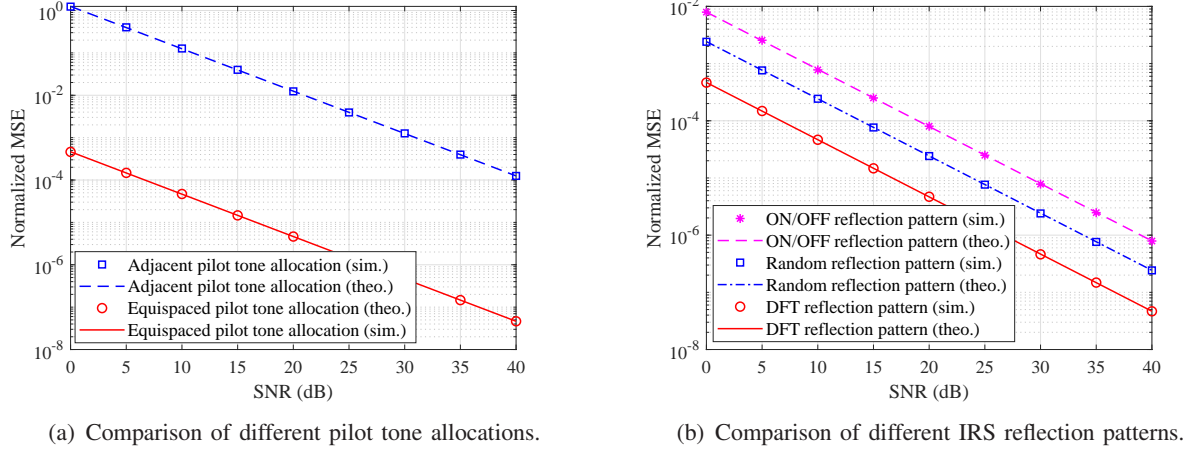 10^0
10^-2
10^-4
10^-6
10^-8
Normalized MSE
0 5 10 15 20 25 30 35 40
SNR (dB)
Adjacent pilot tone allocation (sim.)
Adjacent pilot tone allocation (theo.)
Equispaced pilot tone allocation (theo.)
Equispaced pilot tone allocation (sim.)
(a) Comparison of different pilot tone allocations.
10^-2
10^-4
10^-6
10^-8
Normalized MSE
0 5 10 15 20 25 30 35 40
SNR (dB)
ON/OFF reflection pattern (sim.)
ON/OFF reflection pattern (theo.)
Random reflection pattern (sim.)
Random reflection pattern (theo.)
DFT reflection pattern (sim.)
DFT reflection pattern (theo.)
(b) Comparison of different IRS reflection patterns.